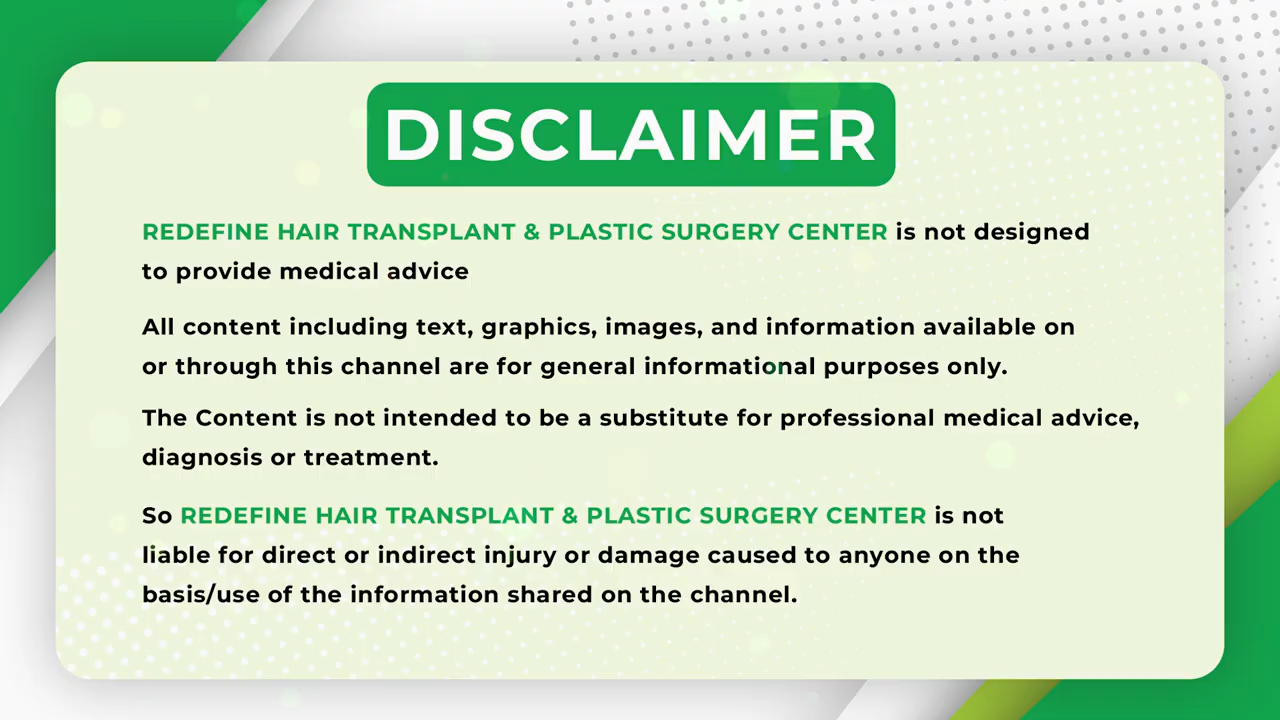 DISCLAIMER
REDEFINE HAIR TRANSPLANT & PLASTIC SURGERY CENTER is not designed
to provide medical advice
All content including text, graphics, images, and information available on
or through this channel are for general informational purposes only.
The Content is not intended to be a substitute for professional medical advice,
diagnosis or treatment.
So REDEFINE HAIR TRANSPLANT & PLASTIC SURGERY CENTER is not
liable for direct or indirect injury or damage caused to anyone on the
basis/use of the information shared on the channel.